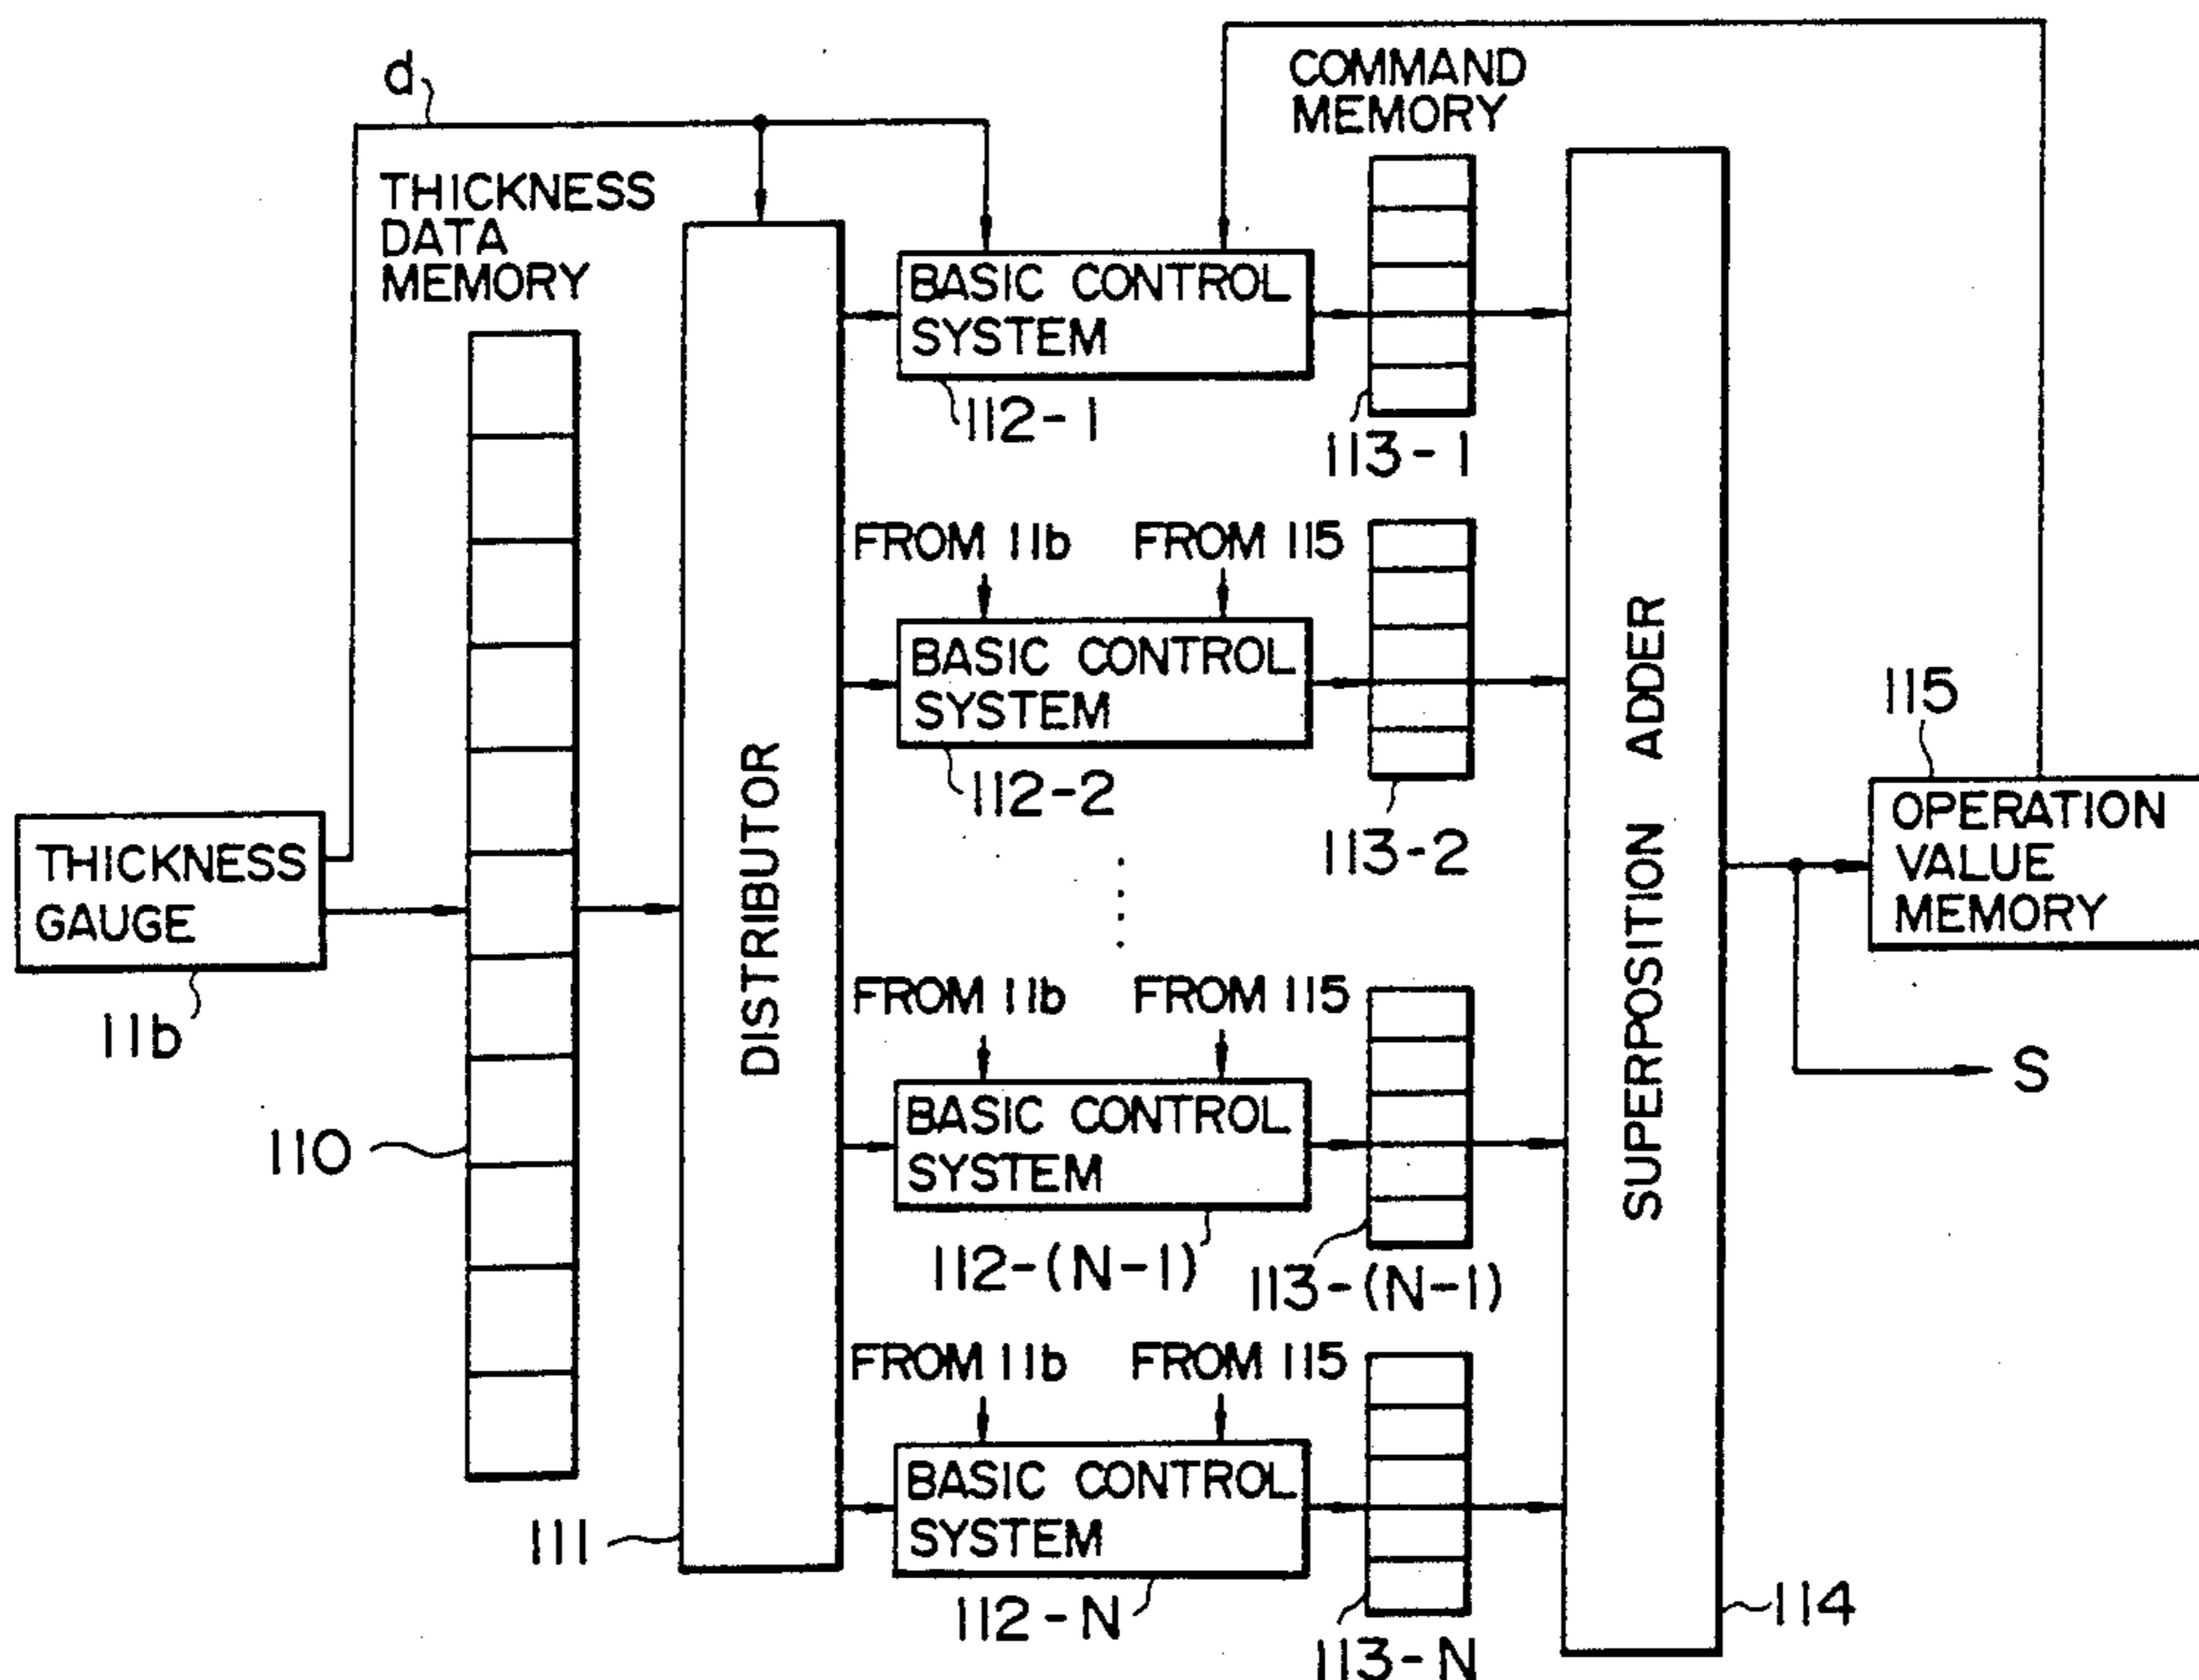 d
COMMAND
MEMORY
THICKNESS
DATA
MEMORY
BASIC CONTROL
SYSTEM
112-1
113-1
FROM 11b FROM 115
BASIC CONTROL
SYSTEM
112-2
113-2
THICKNESS
GAUGE
11b
110
DISTRIBUTOR
111
FROM 11b FROM 115
BASIC CONTROL
SYSTEM
112-(N-1)
113-(N-1)
FROM 11b FROM 115
BASIC CONTROL
SYSTEM
112-N
113-N
SUPERPOSITION ADDER
114
115
OPERATION
VALUE
MEMORY
S